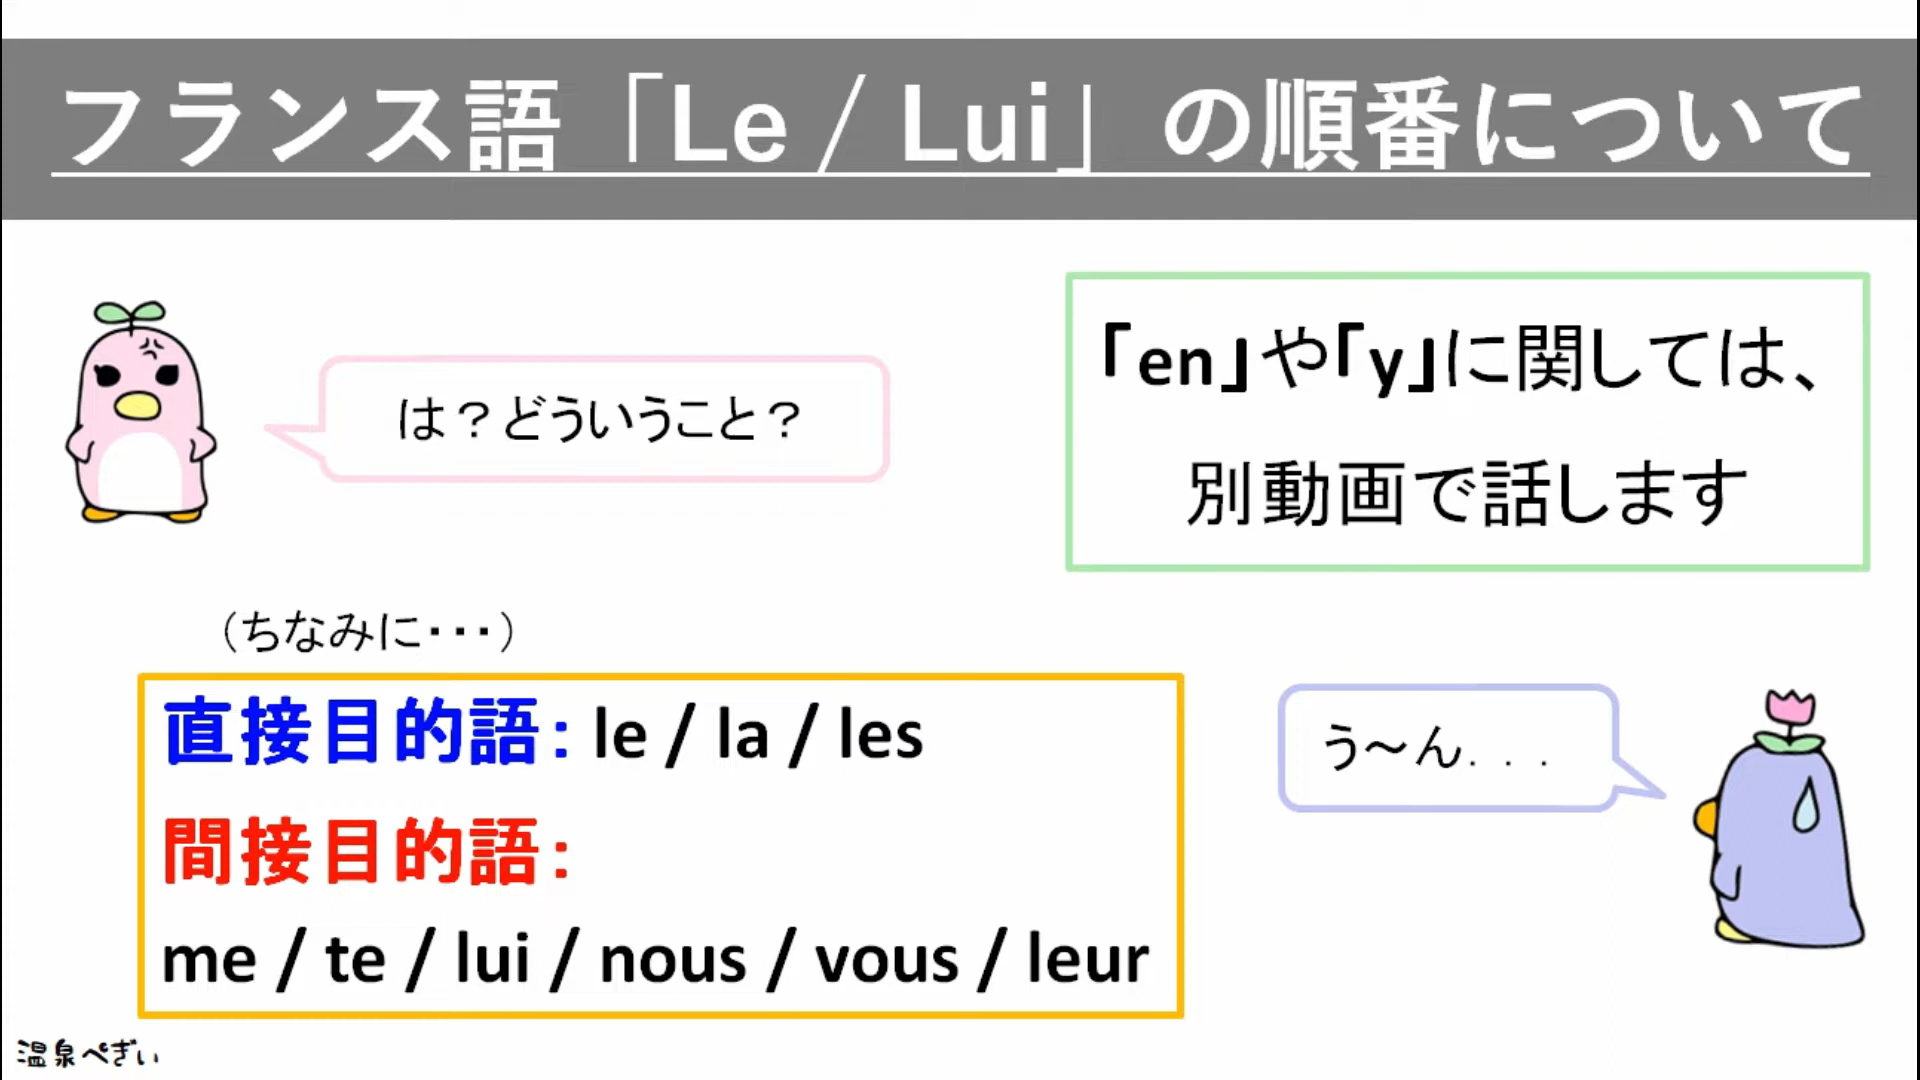 フランス語「Le / Lui」の順番について
は？どういうこと？
「en」や「y」に関しては、
別動画で話します
（ちなみに・・・）
直接目的語：le / la / les
間接目的語：
me / te / lui / nous / vous / leur
う～ん. . .
温泉ぺぎぃ